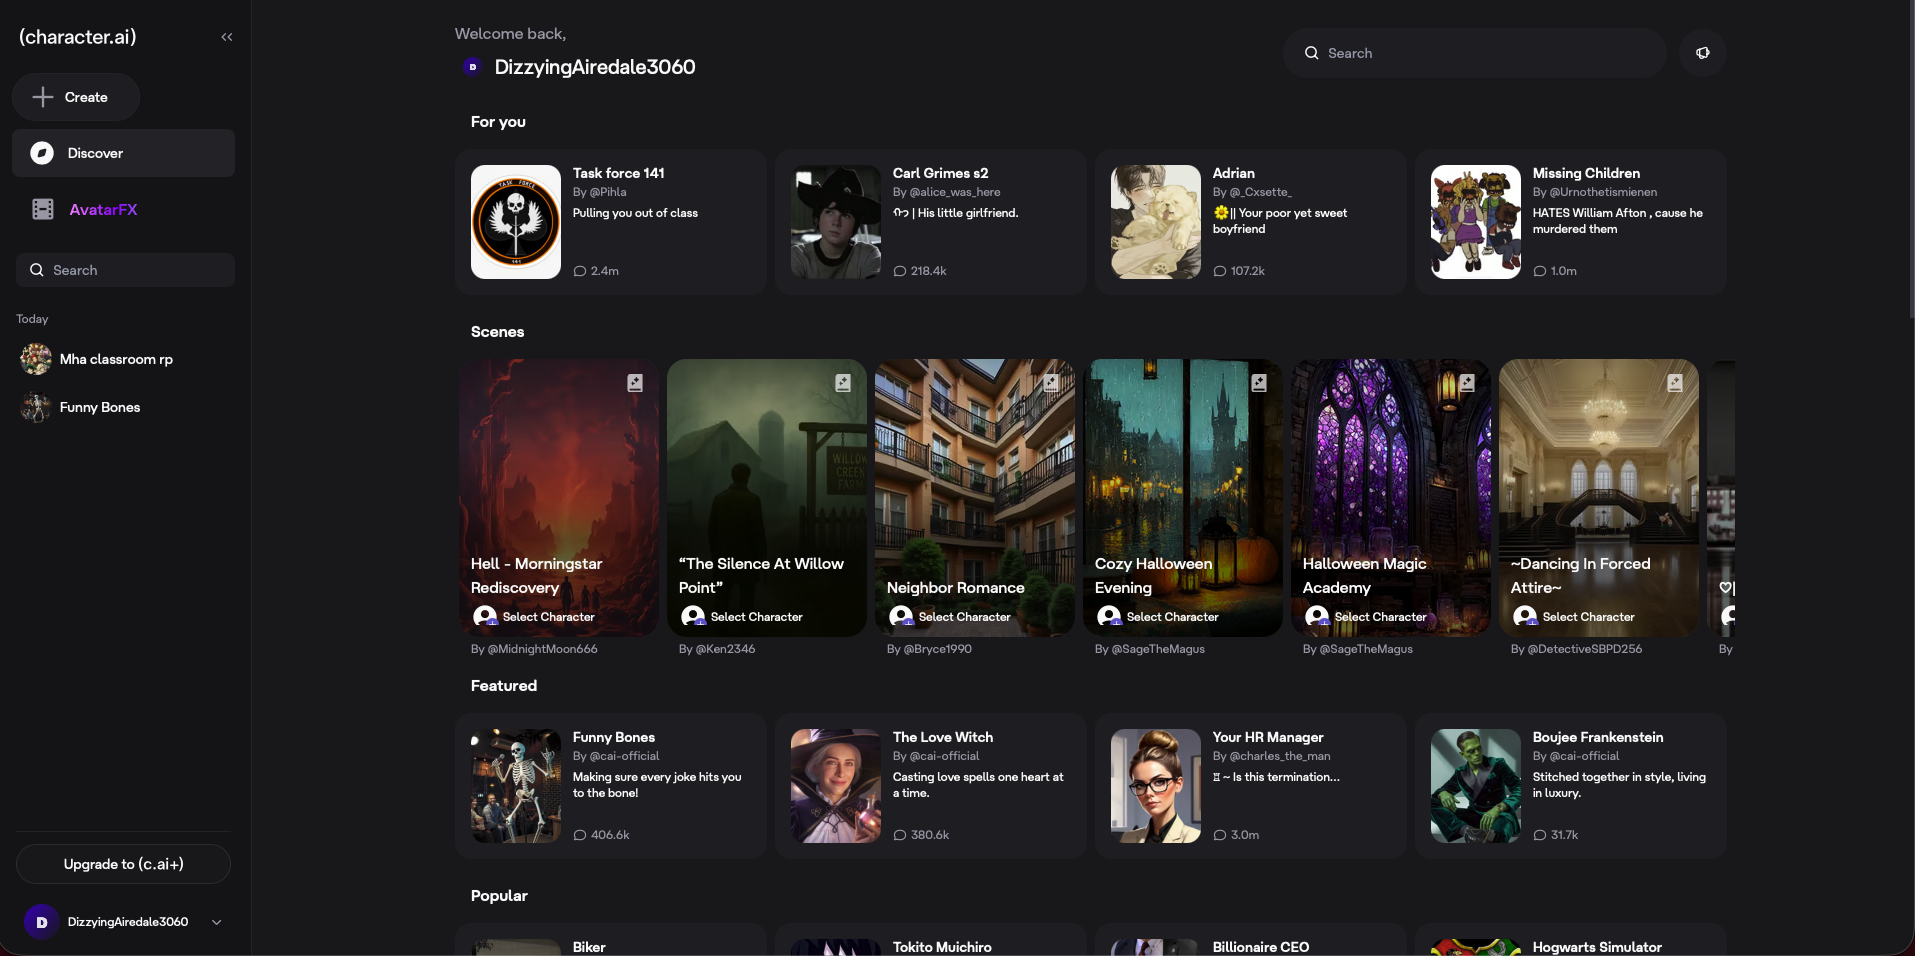 (character.ai)
Create
Discover
AvatarFX
Search
Today
Mha classroom rp
Funny Bones
Upgrade to (c.ai+)
D
DizzyingAiredale3060
Welcome back,
D
DizzyingAiredale3060
Search
For you
Task force 141
By @Pihla
Pulling you out of class
2.4m
TASK FORCE
141
Carl Grimes s2
By @alice_was_here
| His little girlfriend.
218.4k
Adrian
By @_Cxsette_
🌼|| Your poor yet sweet
boyfriend
107.2k
Missing Children
By @Urnothetismienen
HATES William Afton , cause he
murdered them
1.0m
Scenes
Hell - Morningstar
Rediscovery
Select Character
By @MidnightMoon666
WILLOW
CREEN
FARM
“The Silence At Willow
Point”
Select Character
By @Ken2346
Neighbor Romance
Select Character
By @Bryce1990
Cozy Halloween
Evening
Select Character
By @SageTheMagus
Halloween Magic
Academy
Select Character
By @SageTheMagus
~Dancing In Forced
Attire~
Select Character
By @DetectiveSBPD256
♡|
By
Featured
Funny Bones
By @cai-official
Making sure every joke hits you
to the bone!
406.6k
The Love Witch
By @cai-official
Casting love spells one heart at
a time.
380.6k
Your HR Manager
By @charles_the_man
♖ ~ Is this termination...
3.0m
Boujee Frankenstein
By @cai-official
Stitched together in style, living
in luxury.
31.7k
Popular
Biker
Tokito Muichiro
Billionaire CEO
Hogwarts Simulator